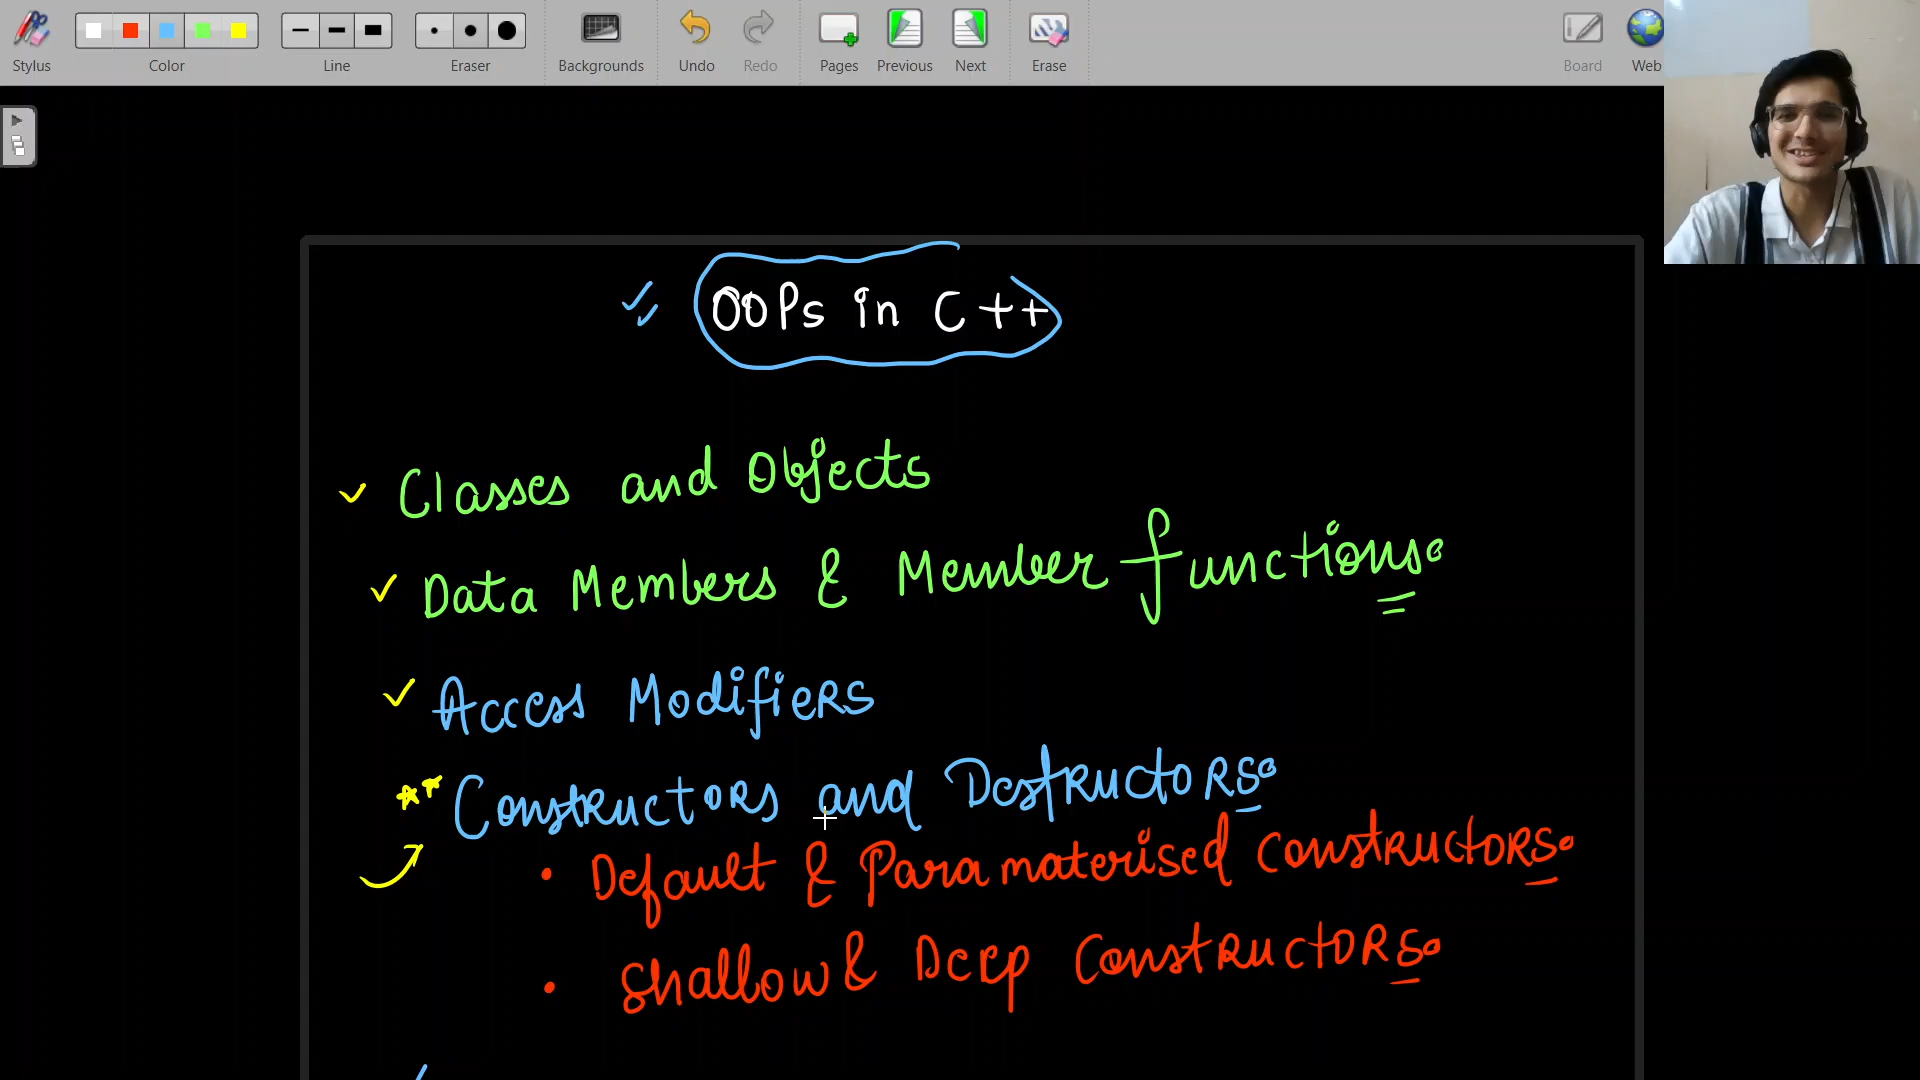 Stylus Color Line Eraser Backgrounds Undo Redo Pages Previous Next Erase Board Web
OOPs in C++
Classes and Objects
Data Members & Member functions.
Access Modifiers
Constructors and Destructors.
• Default & Paramaterised Constructors.
• Shallow & Deep Constructors.